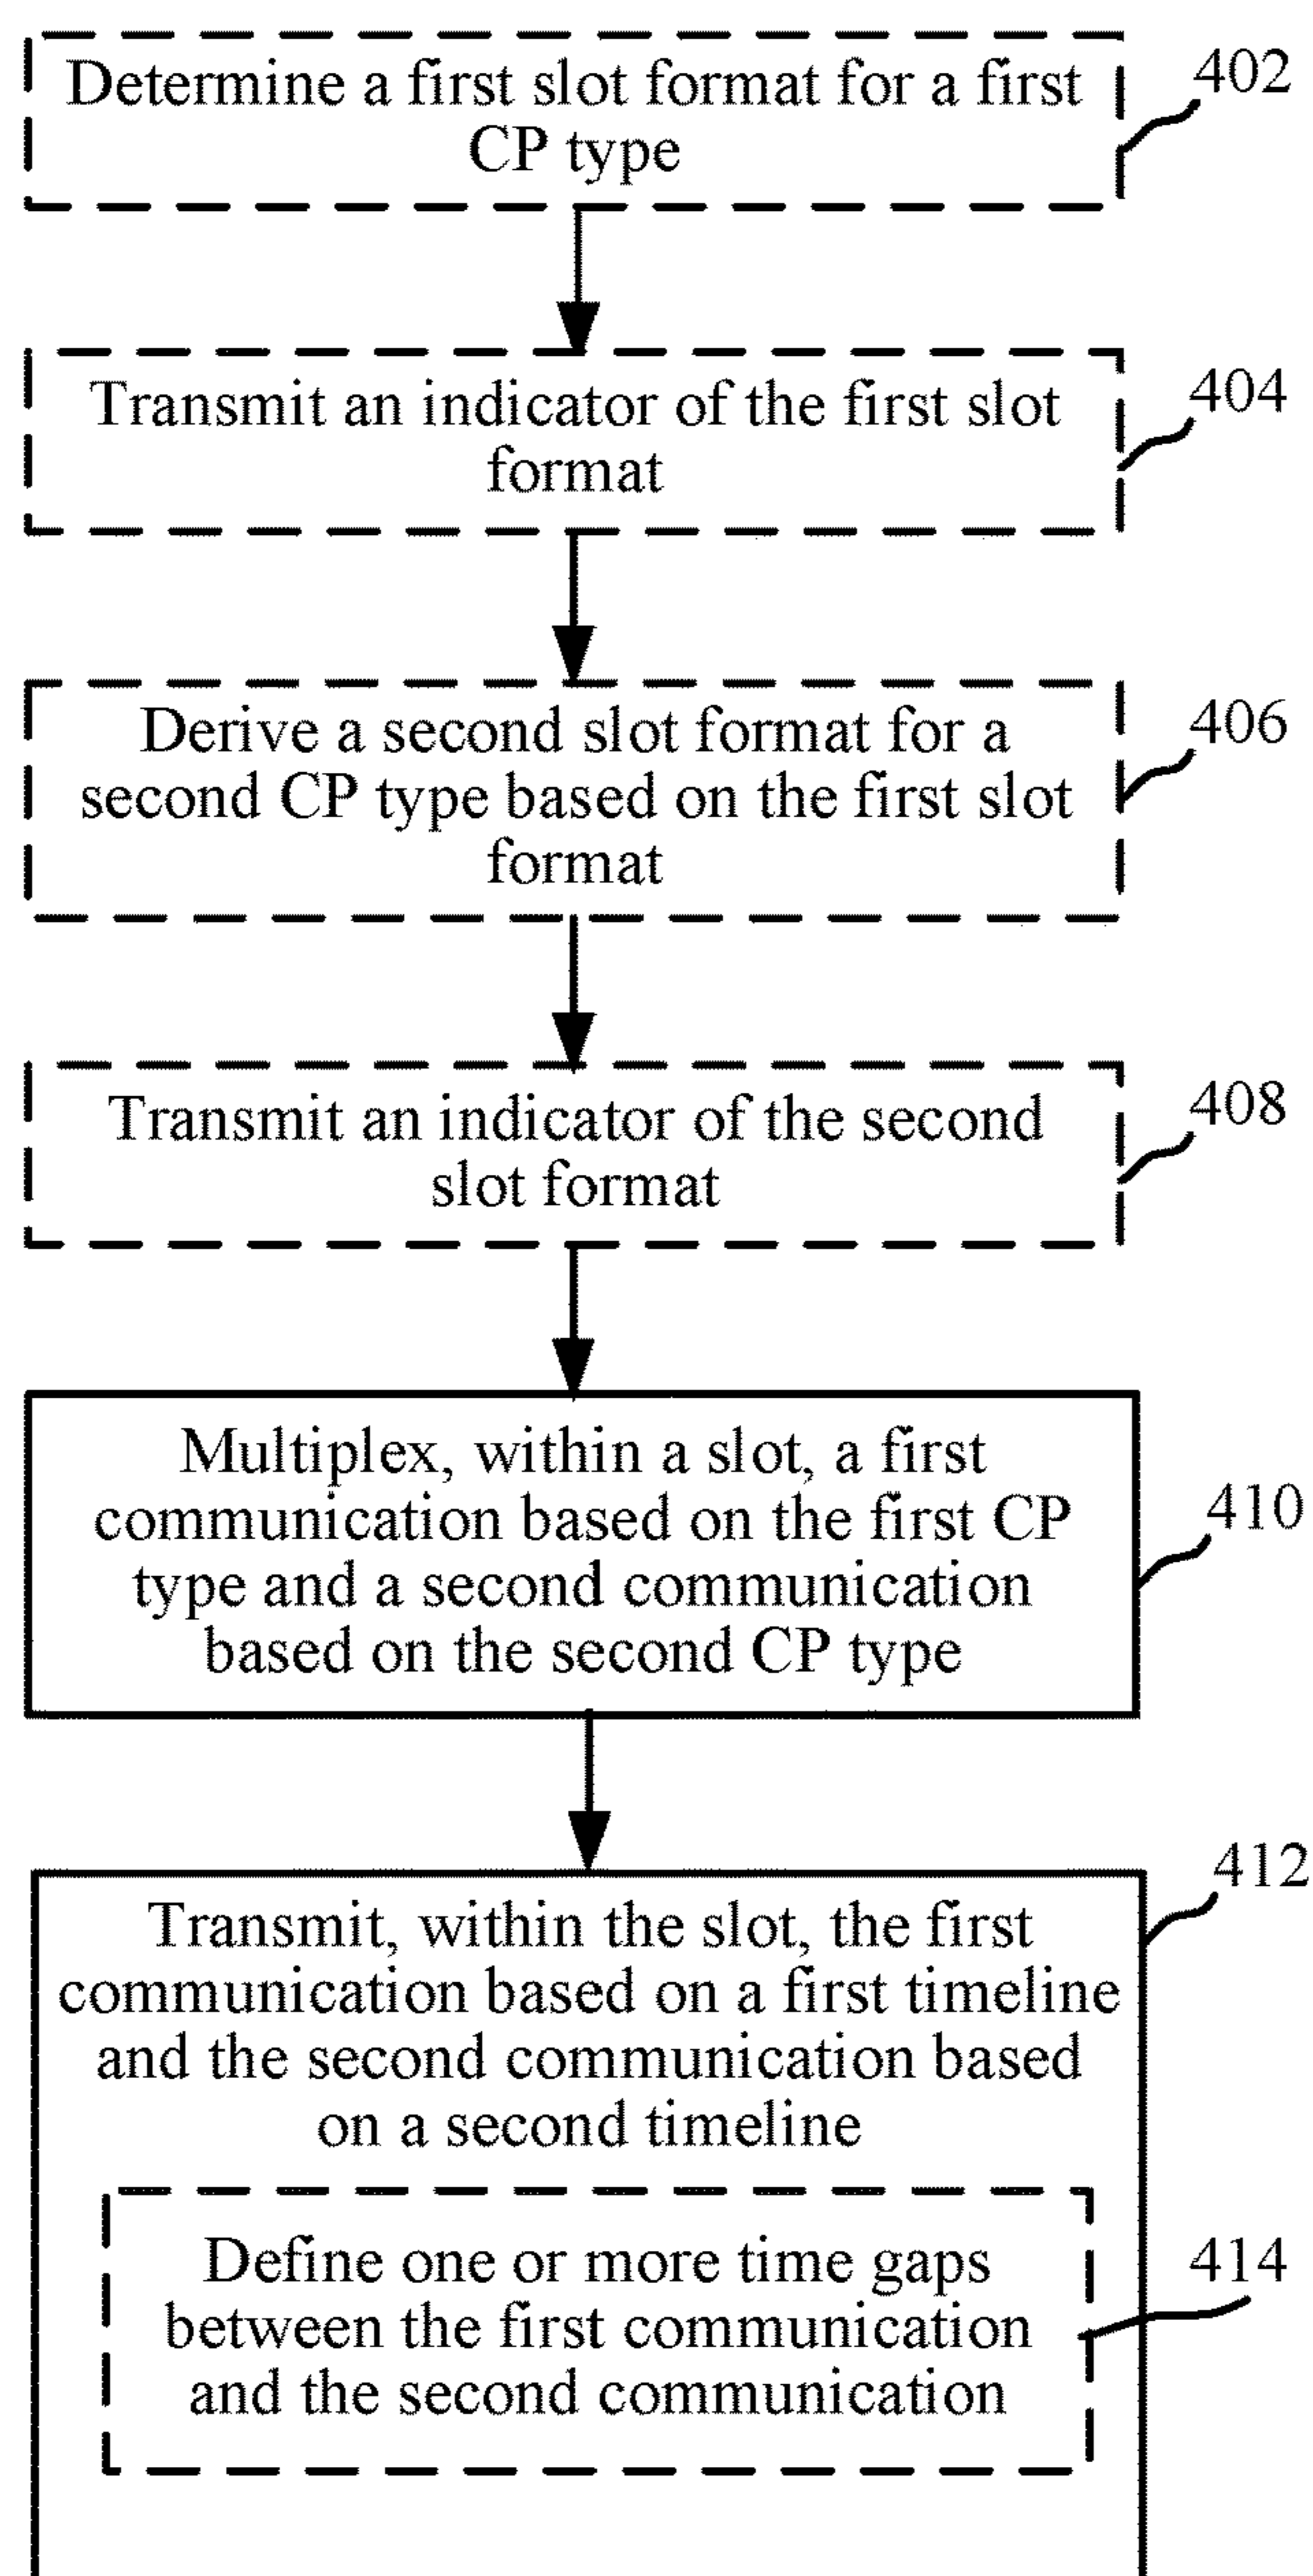 Determine a first slot format for a first
CP type
402
Transmit an indicator of the first slot
format
404
Derive a second slot format for a
second CP type based on the first slot
format
406
Transmit an indicator of the second
slot format
408
Multiplex, within a slot, a first
communication based on the first CP
type and a second communication
based on the second CP type
410
Transmit, within the slot, the first
communication based on a first timeline
and the second communication based
on a second timeline
412
Define one or more time gaps
between the first communication
and the second communication
414